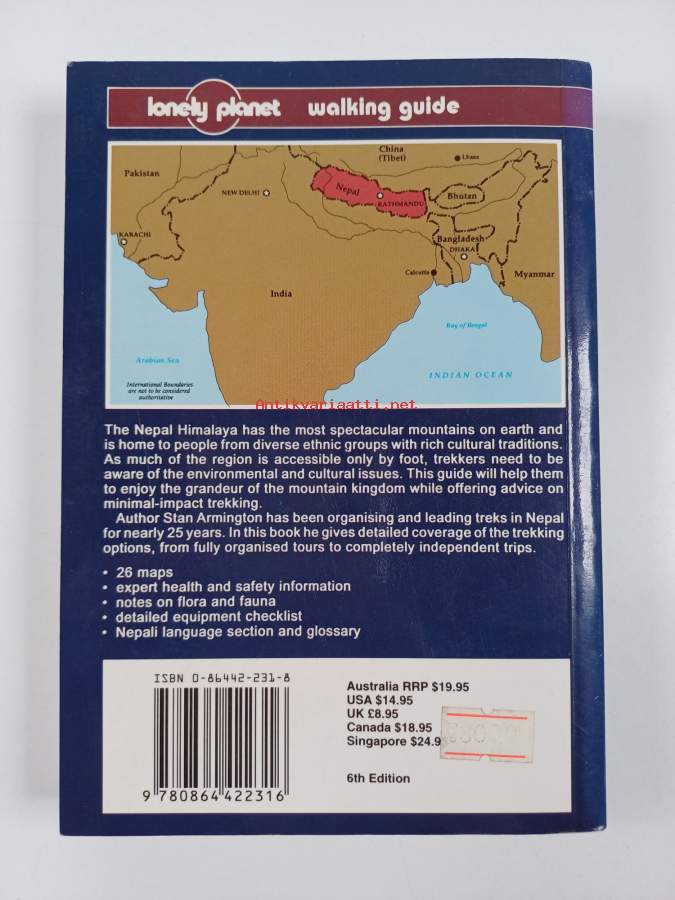 lonely planet walking guide
China
(Tibet)
Lhasa
Pakistan
NEW DELHI
Nepal
KATHMANDU
Bhutan
KARACHI
Bangladesh
DHAKA
Calcutta
Myanmar
India
Bay of Bengal
Arabian Sea
INDIAN OCEAN
International Boundaries
are not to be considered
authoritative
Antikvariaatti.net
The Nepal Himalaya has the most spectacular mountains on earth and
is home to people from diverse ethnic groups with rich cultural traditions.
As much of the region is accessible only by foot, trekkers need to be
aware of the environmental and cultural issues. This guide will help them
to enjoy the grandeur of the mountain kingdom while offering advice on
minimal-impact trekking.
Author Stan Armington has been organising and leading treks in Nepal
for nearly 25 years. In this book he gives detailed coverage of the trekking
options, from fully organised tours to completely independent trips.
• 26 maps
• expert health and safety information
• notes on flora and fauna
• detailed equipment checklist
• Nepali language section and glossary
ISBN 0-86442-231-8
Australia RRP $19.95
USA $14.95
UK £8.95
Canada $18.95
Singapore $24.9
6th Edition
9 780864 422316